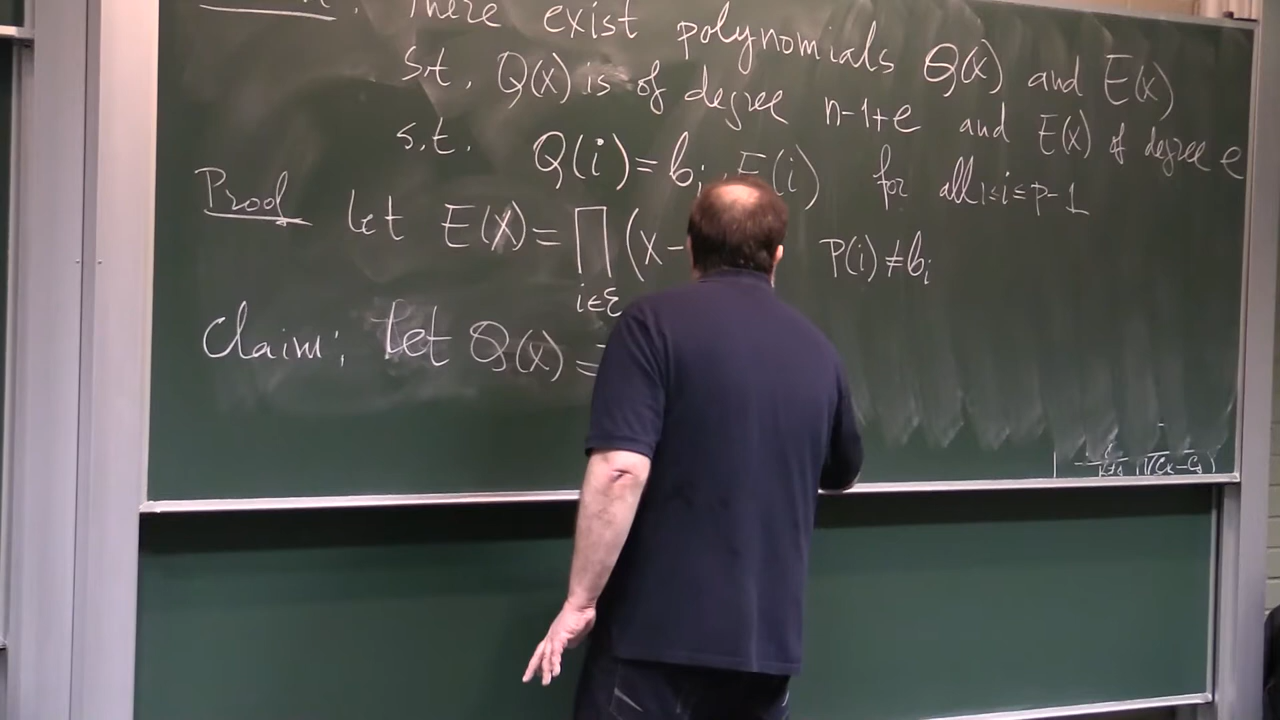 There exist polynomials Q(x) and E(x)
s.t. Q(x) is of degree n-1+e and E(x) of degree e
s.t. Q(i) = b_i E(i) for all 1≤i≤p-1
Proof Let E(x) = ∏_{i∈ℰ} (x- P(i) ≠ b_i
Claim: Let Q(x) =